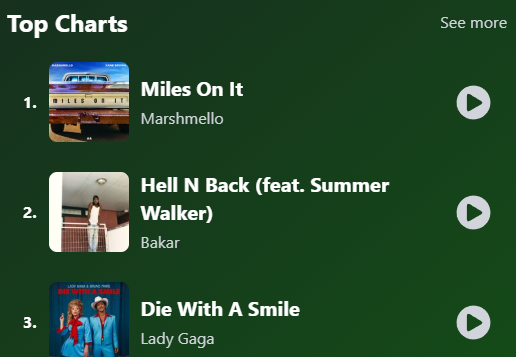 Top Charts
See more
1.
MARSHMELLO
KANE BROWN
MILES ON IT
Miles On It
Marshmello
2.
Hell N Back (feat. Summer
Walker)
Bakar
3.
LADY GAGA & BRUNO MARS
DIE WITH A SMILE
Die With A Smile
Lady Gaga